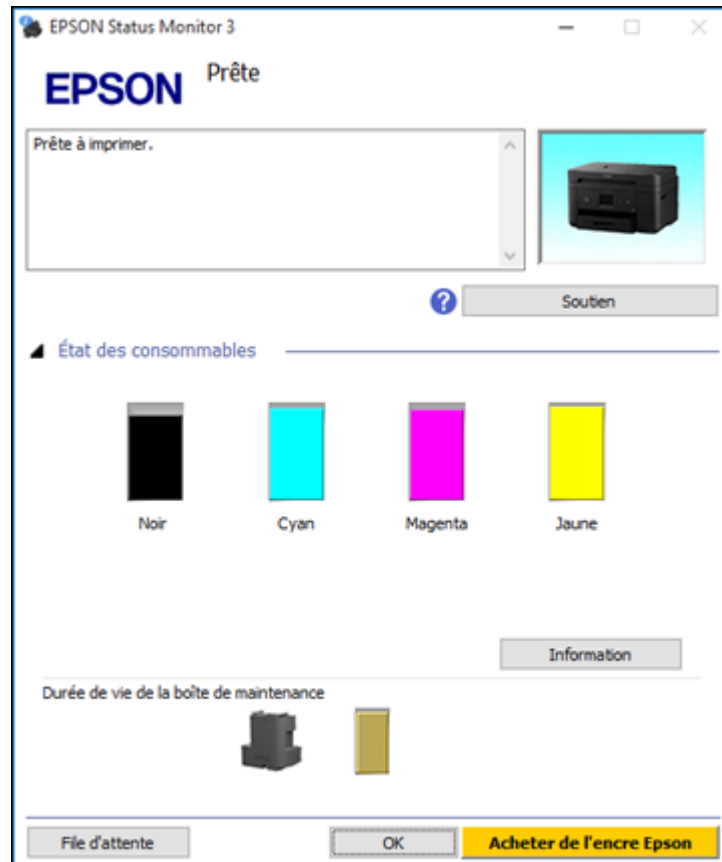 EPSON Status Monitor 3
EPSON
Prête
Prête à imprimer.
?
Soutien
État des consommables
Noir Cyan Magenta Jaune
Information
Durée de vie de la boîte de maintenance
File d'attente OK Acheter de l'encre Epson